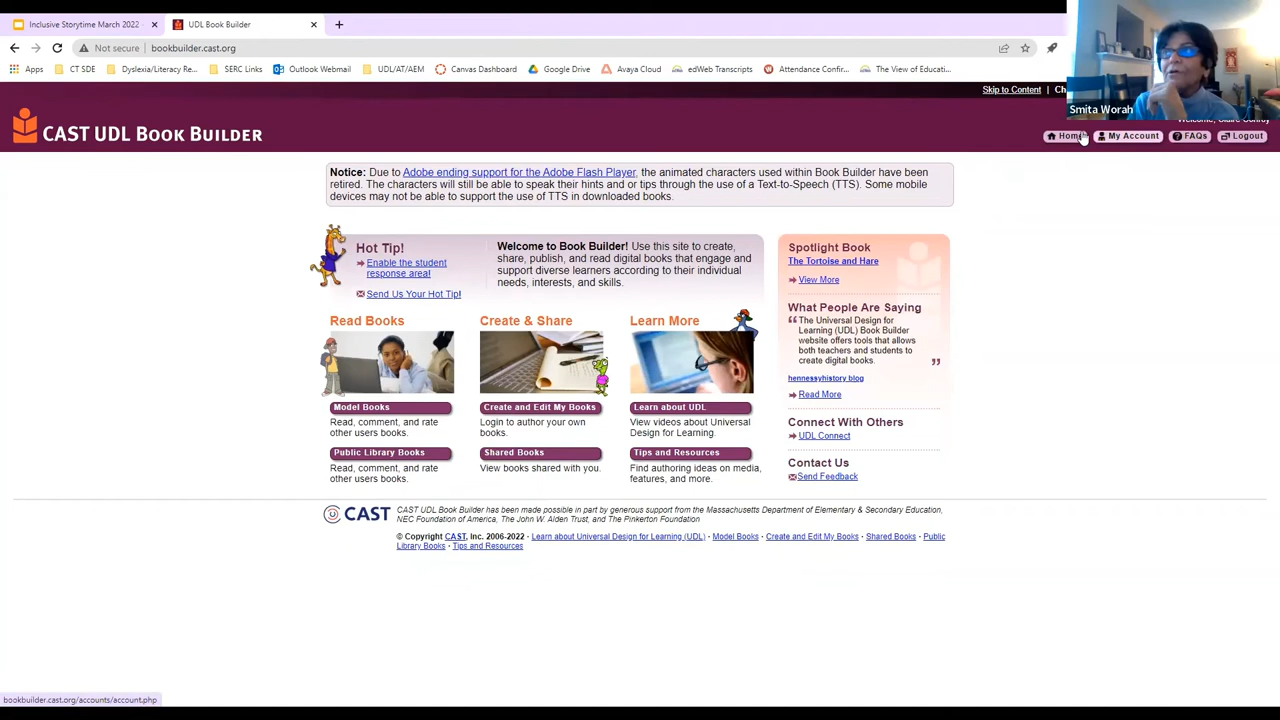 Inclusive Storytime March 2022
UDL Book Builder
Not secure | bookbuilder.cast.org
Apps CT SDE Dyslexia/Literacy Re... SERC Links Outlook Webmail UDL/AT/AEM Canvas Dashboard Google Drive Avaya Cloud edWeb Transcripts Attendance Confir... The View of Educati...
Smita Worah
Skip to Content |
CAST UDL BOOK BUILDER
Home My Account FAQs Logout
Notice: Due to Adobe ending support for the Adobe Flash Player, the animated characters used within Book Builder have been
retired. The characters will still be able to speak their hints and or tips through the use of a Text-to-Speech (TTS). Some mobile
devices may not be able to support the use of TTS in downloaded books.
Hot Tip!
Enable the student
response area!
Send Us Your Hot Tip!
Welcome to Book Builder! Use this site to create,
share, publish, and read digital books that engage and
support diverse learners according to their individual
needs, interests, and skills.
Read Books
Model Books
Read, comment, and rate
other users books.
Public Library Books
Read, comment, and rate
other users books.
Create & Share
Create and Edit My Books
Login to author your own
books.
Shared Books
View books shared with you.
Learn More
Learn about UDL
View videos about Universal
Design for Learning.
Tips and Resources
Find authoring ideas on media,
features, and more.
Spotlight Book
The Tortoise and Hare
View More
What People Are Saying
“The Universal Design for
Learning (UDL) Book Builder
website offers tools that allows
both teachers and students to
create digital books. ”
hennessyhistory blog
Read More
Connect With Others
UDL Connect
Contact Us
Send Feedback
CAST
CAST UDL Book Builder has been made possible in part by generous support from the Massachusetts Department of Elementary & Secondary Education,
NEC Foundation of America, The John W. Alden Trust, and The Pinkerton Foundation
© Copyright CAST, Inc. 2006-2022 Learn about Universal Design for Learning (UDL) · Model Books · Create and Edit My Books · Shared Books · Public
Library Books · Tips and Resources
bookbuilder.cast.org/accounts/account.php